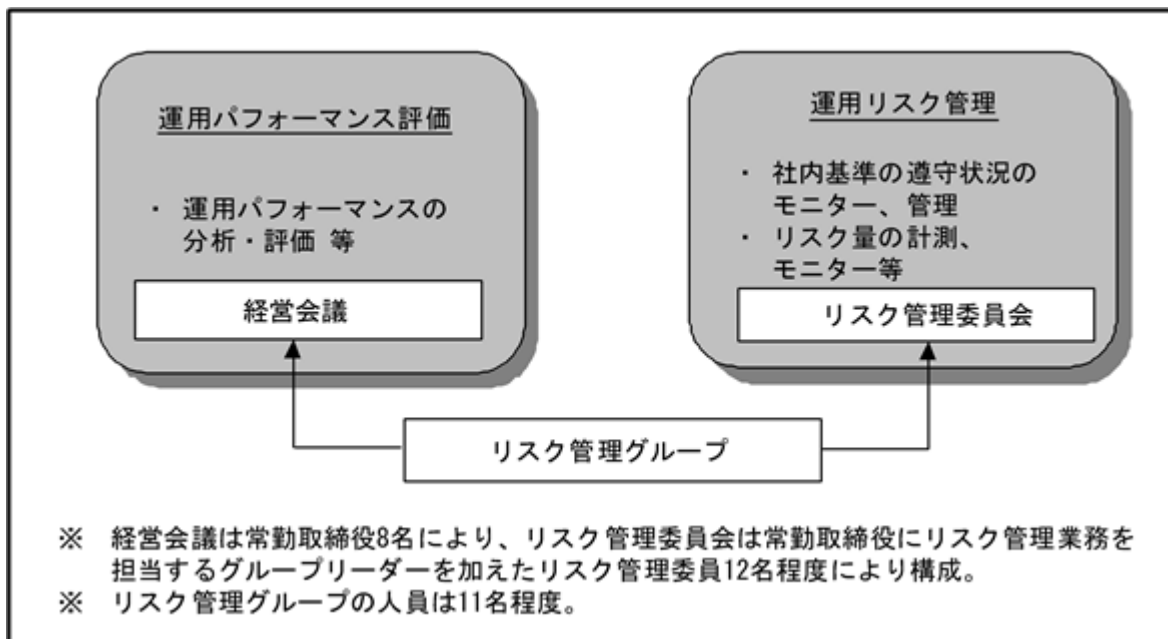 運用パフォーマンス評価
・ 運用パフォーマンスの
分析・評価 等
経営会議
運用リスク管理
・ 社内基準の遵守状況の
モニター、管理
・ リスク量の計測、
モニター等
リスク管理委員会
リスク管理グループ
※ 経営会議は常勤取締役8名により、リスク管理委員会は常勤取締役にリスク管理業務を
担当するグループリーダーを加えたリスク管理委員12名程度により構成。
※ リスク管理グループの人員は11名程度。